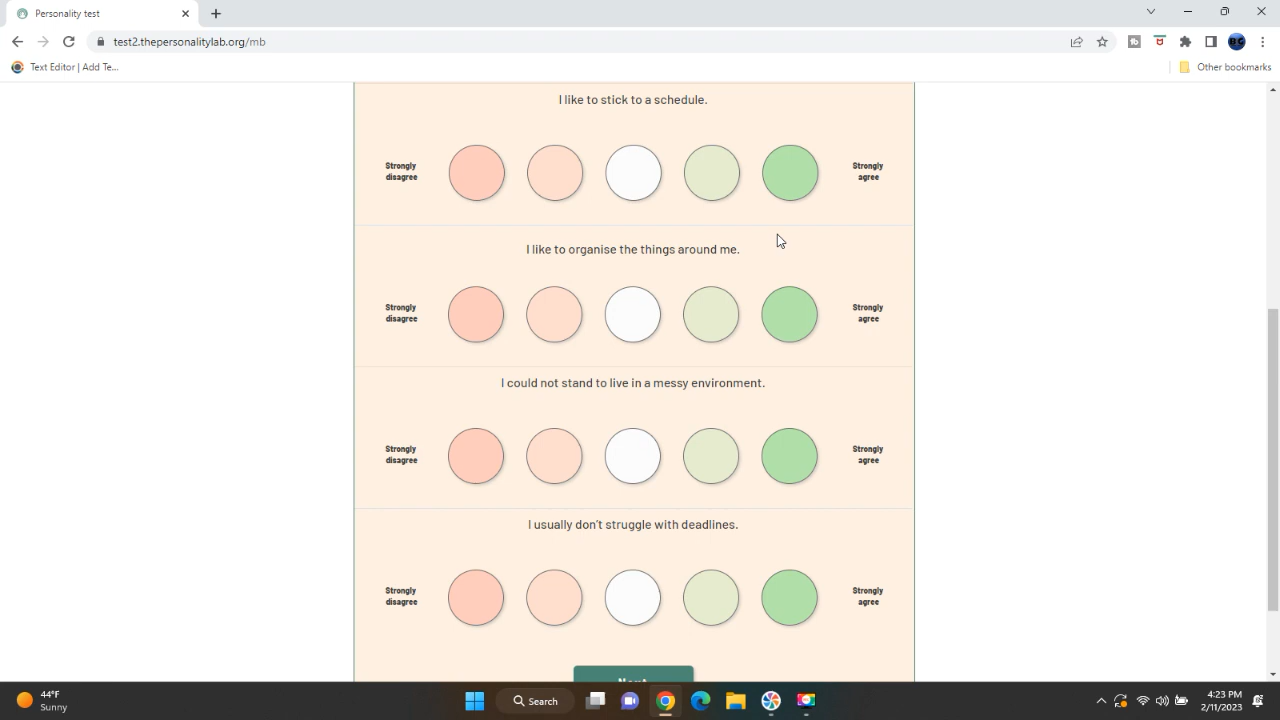 Personality test
test2.thepersonalitylab.org/mb
Text Editor | Add Te...
Other bookmarks
I like to stick to a schedule.
Strongly
disagree
Strongly
agree
I like to organise the things around me.
Strongly
disagree
Strongly
agree
I could not stand to live in a messy environment.
Strongly
disagree
Strongly
agree
I usually don't struggle with deadlines.
Strongly
disagree
Strongly
agree
Next
44°F
Sunny
Search
4:23 PM
2/11/2023